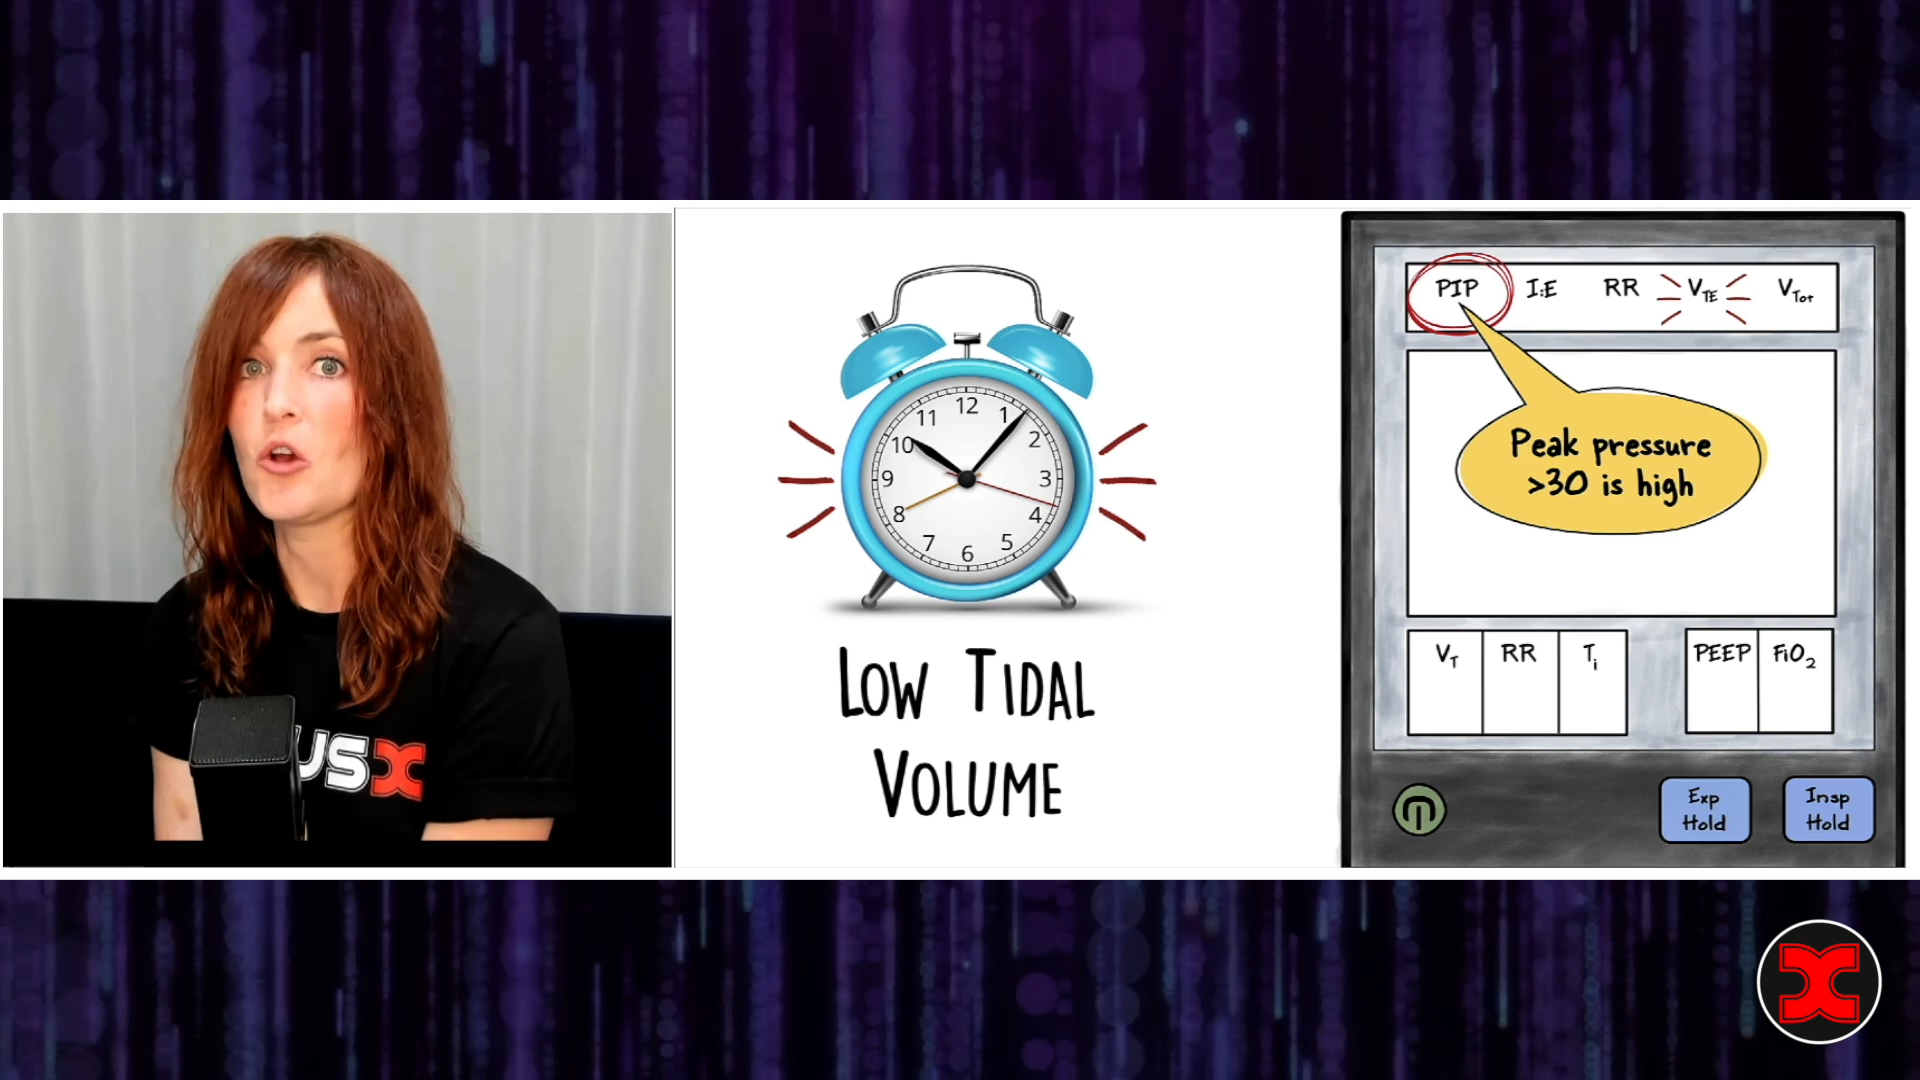 USX
12
1
2
3
4
5
6
7
8
9
10
11
LOW TIDAL
VOLUME
PIP I:E RR VTE VTot
Peak pressure
>30 is high
VT RR Ti PEEP FiO2
Exp
Hold
Insp
Hold